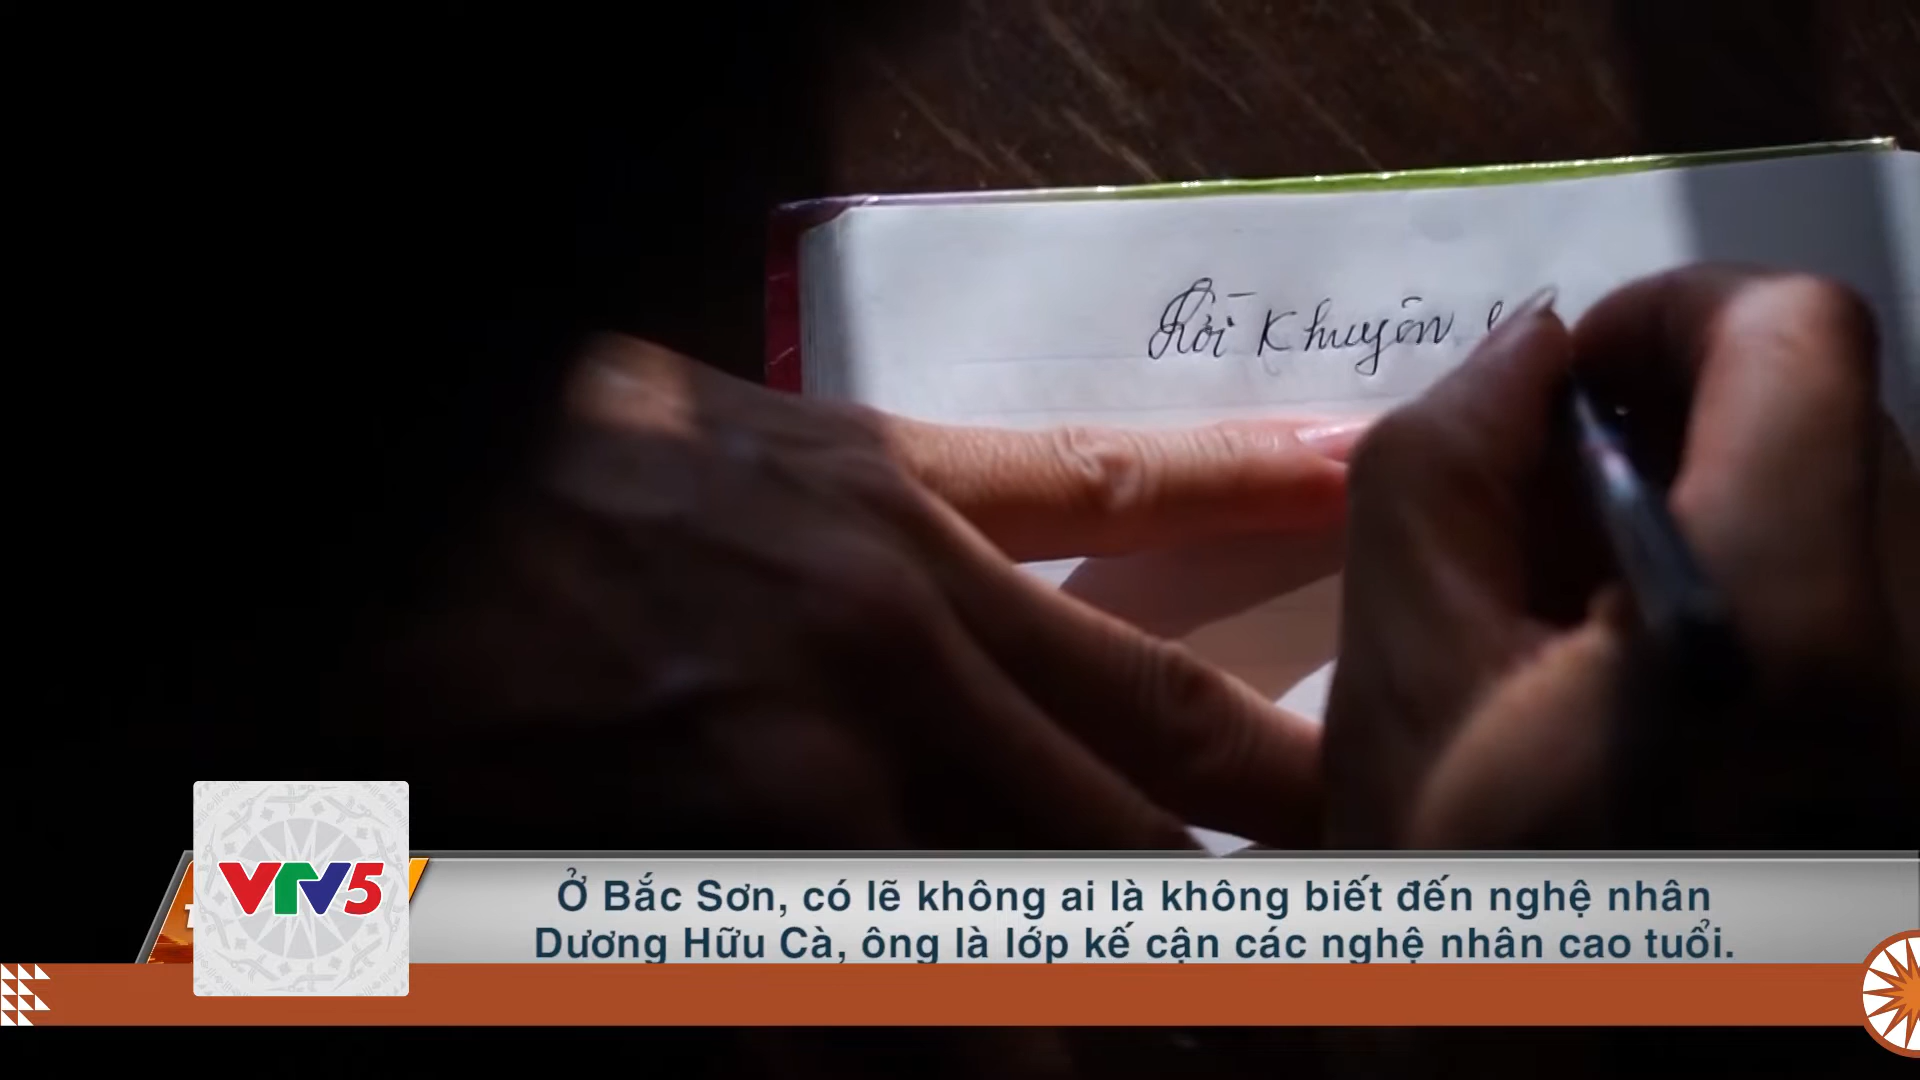 Khuyên
VTV5
Ở Bắc Sơn, có lẽ không ai là không biết đến nghệ nhân
Dương Hữu Cà, ông là lớp kế cận các nghệ nhân cao tuổi.